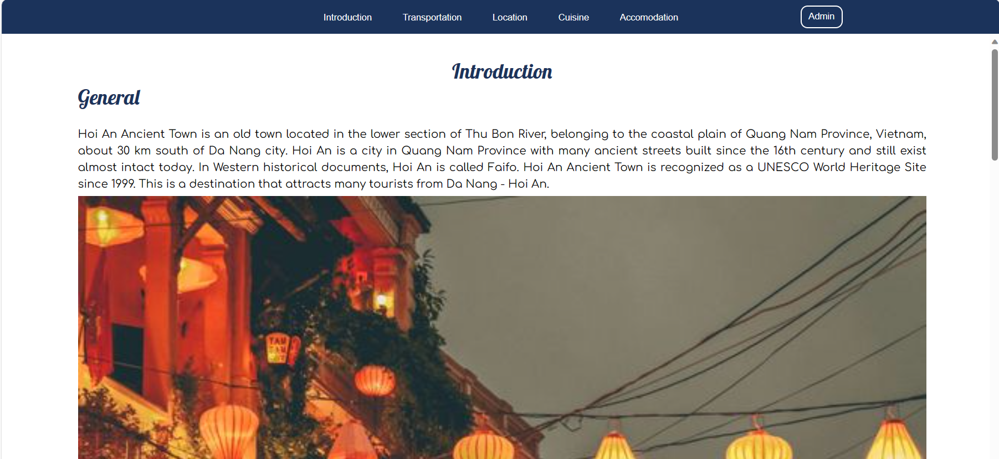 Introduction Transportation Location Cuisine Accomodation Admin
Introduction
General
Hoi An Ancient Town is an old town located in the lower section of Thu Bon River, belonging to the coastal plain of Quang Nam Province, Vietnam,
about 30 km south of Da Nang city. Hoi An is a city in Quang Nam Province with many ancient streets built since the 16th century and still exist
almost intact today. In Western historical documents, Hoi An is called Faifo. Hoi An Ancient Town is recognized as a UNESCO World Heritage Site
since 1999. This is a destination that attracts many tourists from Da Nang - Hoi An.
TAM
TAM